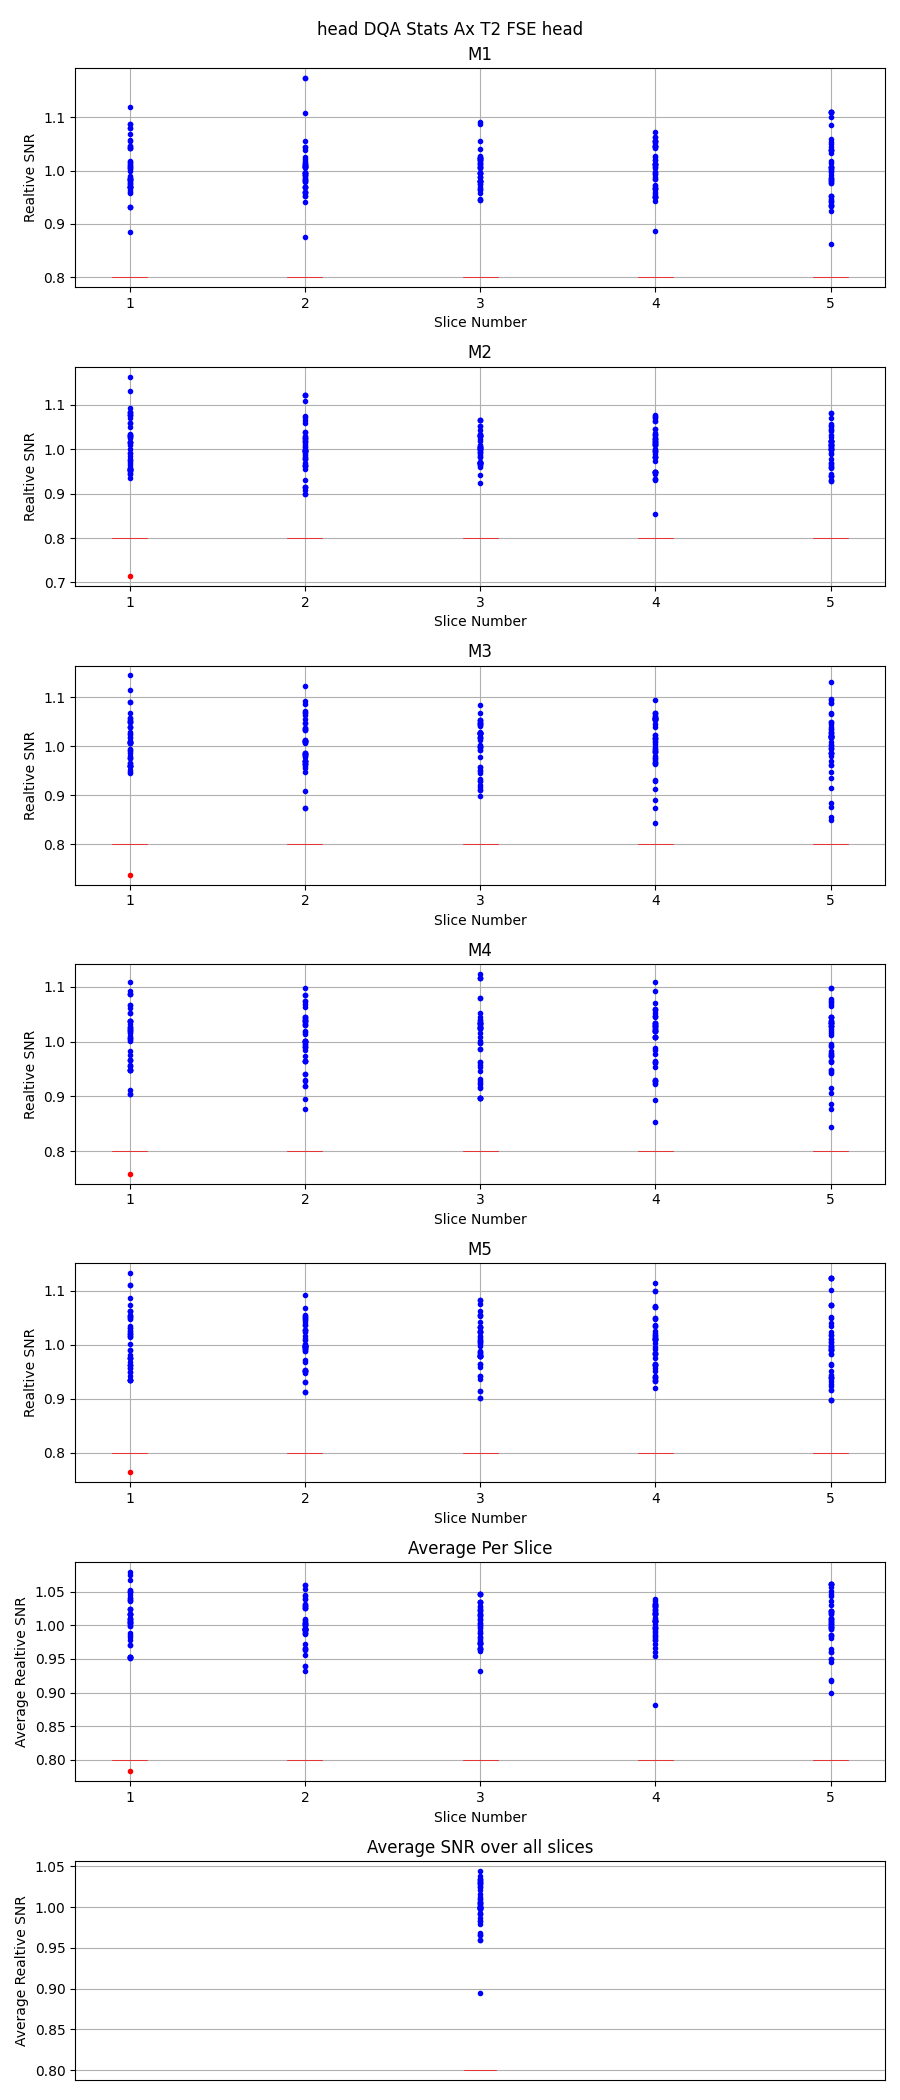 head DQA Stats Ax T2 FSE head
M1
Realtive SNR
1.1
1.0
0.9
0.8
1 2 3 4 5
Slice Number
M2
Realtive SNR
1.1
1.0
0.9
0.8
0.7
1 2 3 4 5
Slice Number
M3
Realtive SNR
1.1
1.0
0.9
0.8
1 2 3 4 5
Slice Number
M4
Realtive SNR
1.1
1.0
0.9
0.8
1 2 3 4 5
Slice Number
M5
Realtive SNR
1.1
1.0
0.9
0.8
1 2 3 4 5
Slice Number
Average Per Slice
Average Realtive SNR
1.05
1.00
0.95
0.90
0.85
0.80
1 2 3 4 5
Slice Number
Average SNR over all slices
Average Realtive SNR
1.05
1.00
0.95
0.90
0.85
0.80